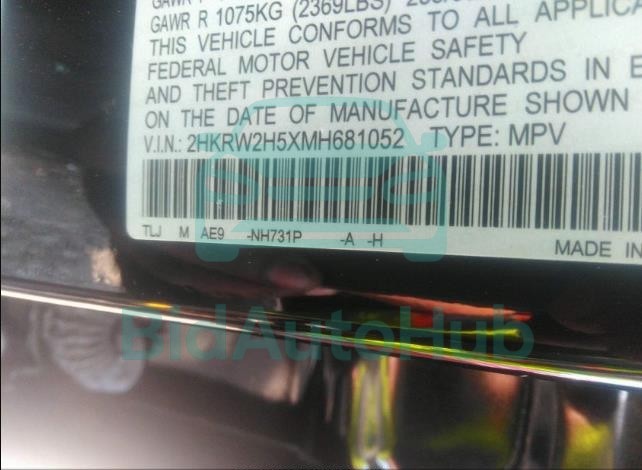 GAWR R 1075KG (2369LBS)
THIS VEHICLE CONFORMS TO ALL
FEDERAL MOTOR VEHICLE SAFETY
AND THEFT PREVENTION STANDARDS IN
ON THE DATE OF MANUFACTURE SHOWN
V.I.N.: 2HKRW2H5XMH681052 TYPE: MPV
TLJ M AE9 -NH731P -A -H
MADE IN
BidAutoHub